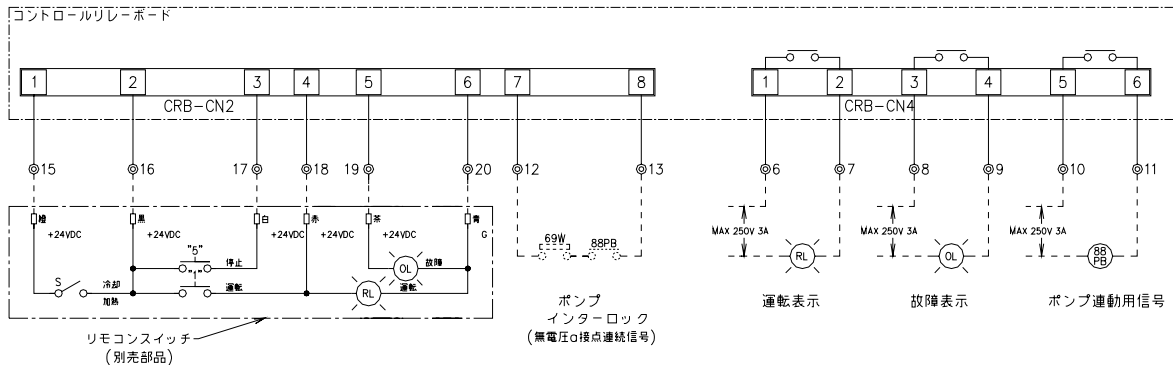 コントロールリレーボード
1 2 3 4 5 6 7 8
CRB-CN2
1 2 3 4 5 6
CRB-CN4
15 16 17 18 19 20 12 13 6 7 8 9 10 11
橙 黒 白 赤 茶 青
+24VDC +24VDC +24VDC +24VDC +24VDC G
"5" 停止
"1" 運転
S 冷却
加熱
OL 故障
RL 運転
69W 88PB
MAX 250V 3A
RL
MAX 250V 3A
OL
MAX 250V 3A
88
PB
ポンプ
インターロック
(無電圧a接点連続信号)
運転表示 故障表示 ポンプ連動用信号
リモコンスイッチ
(別売部品)